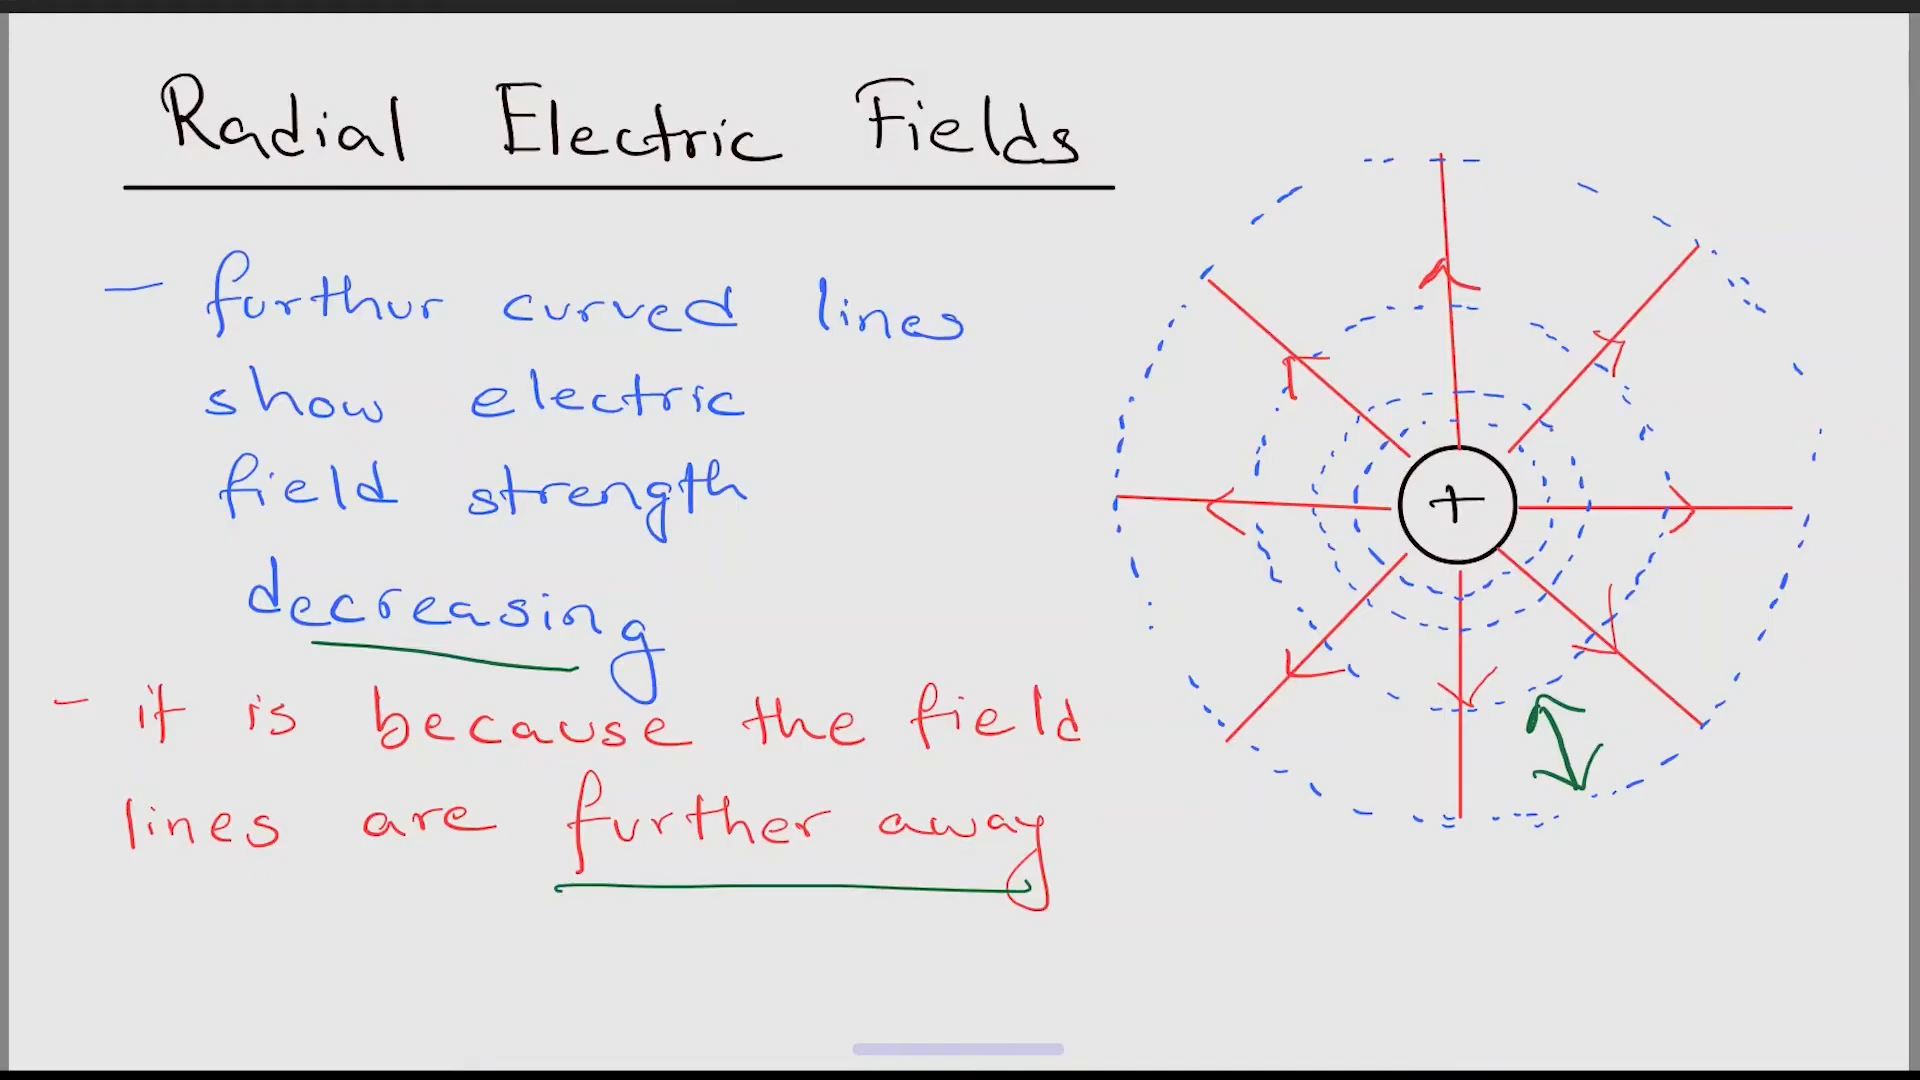 Radial Electric Fields
- furthur curved lines
show electric
field strength
decreasing
- it is because the field
lines are further away
+